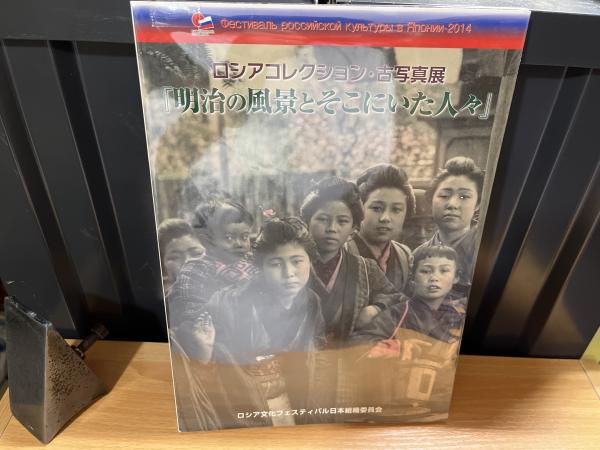 Фестиваль российской культуры в Японии-2014
ロシアコレクション・古写真展
『明治の風景とそこにいた人々』
ロシア文化フェスティバル日本組織委員会